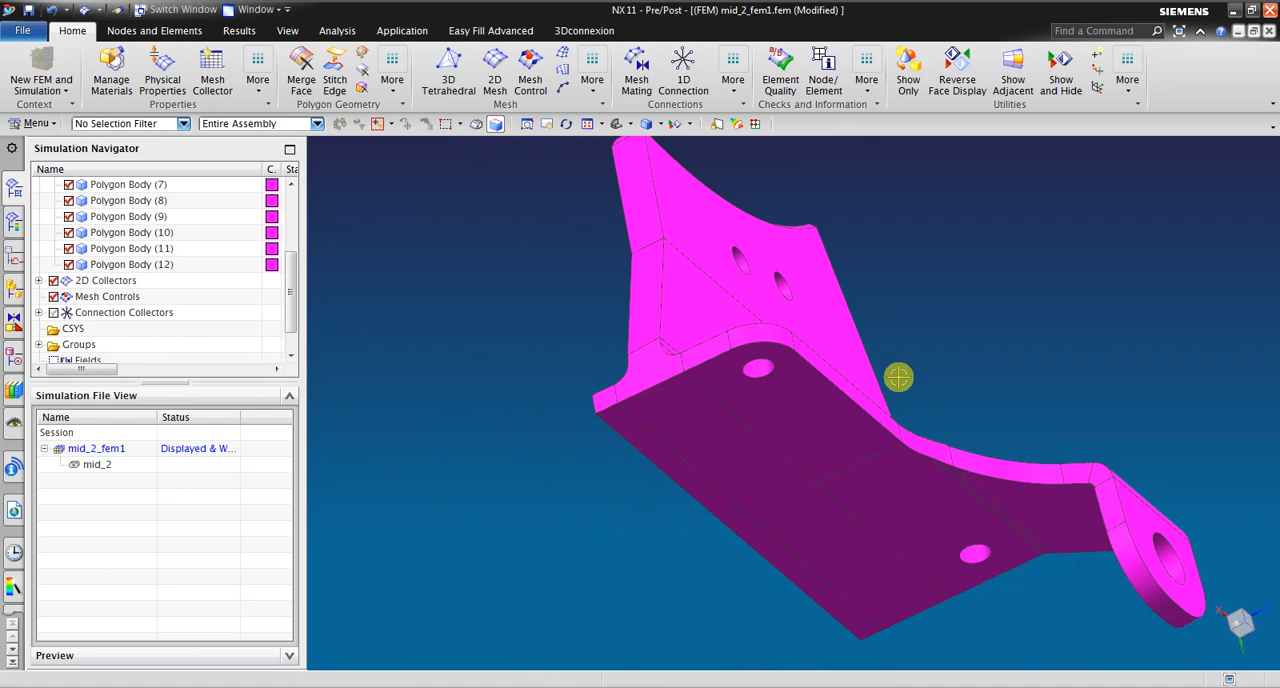 Switch Window Window NX 11 - Pre/Post - [(FEM) mid_2_fem1.fem (Modified) ] SIEMENS
File Home Nodes and Elements Results View Analysis Application Easy Fill Advanced 3Dconnexion Find a Command
New FEM and Simulation Manage Materials Physical Properties Mesh Collector More Merge Face Stitch Edge More 3D Tetrahedral 2D Mesh Mesh Control More Mesh Mating 1D Connection More Element Quality Node/ Element More Show Only Reverse Face Display Show Adjacent Show and Hide More
Context Properties Polygon Geometry Mesh Connections Checks and Information Utilities
Menu No Selection Filter Entire Assembly
Simulation Navigator
Name C. Sta
Polygon Body (7)
Polygon Body (8)
Polygon Body (9)
Polygon Body (10)
Polygon Body (11)
Polygon Body (12)
2D Collectors
Mesh Controls
Connection Collectors
CSYS
Groups
Fields
Simulation File View
Name Status
Session
mid_2_fem1 Displayed & W...
mid_2
Preview